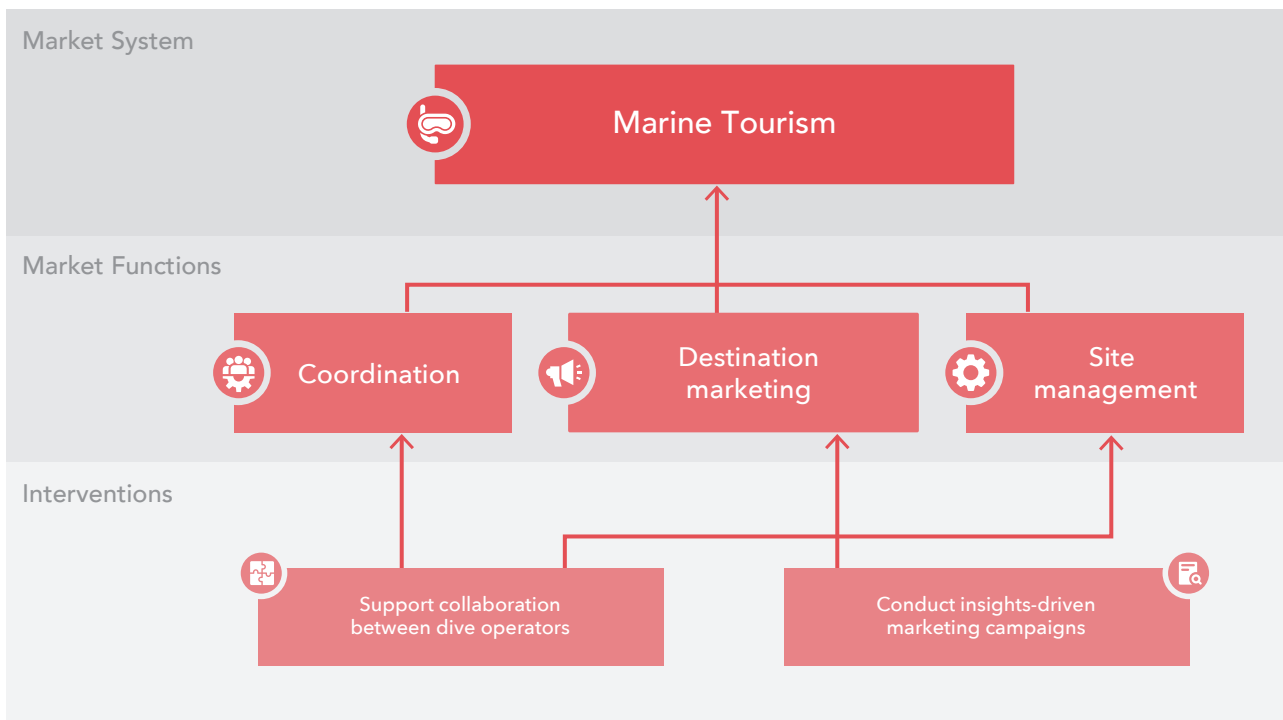 Market System
Marine Tourism
Market Functions
Coordination
Destination
marketing
Site
management
Interventions
Support collaboration
between dive operators
Conduct insights-driven
marketing campaigns